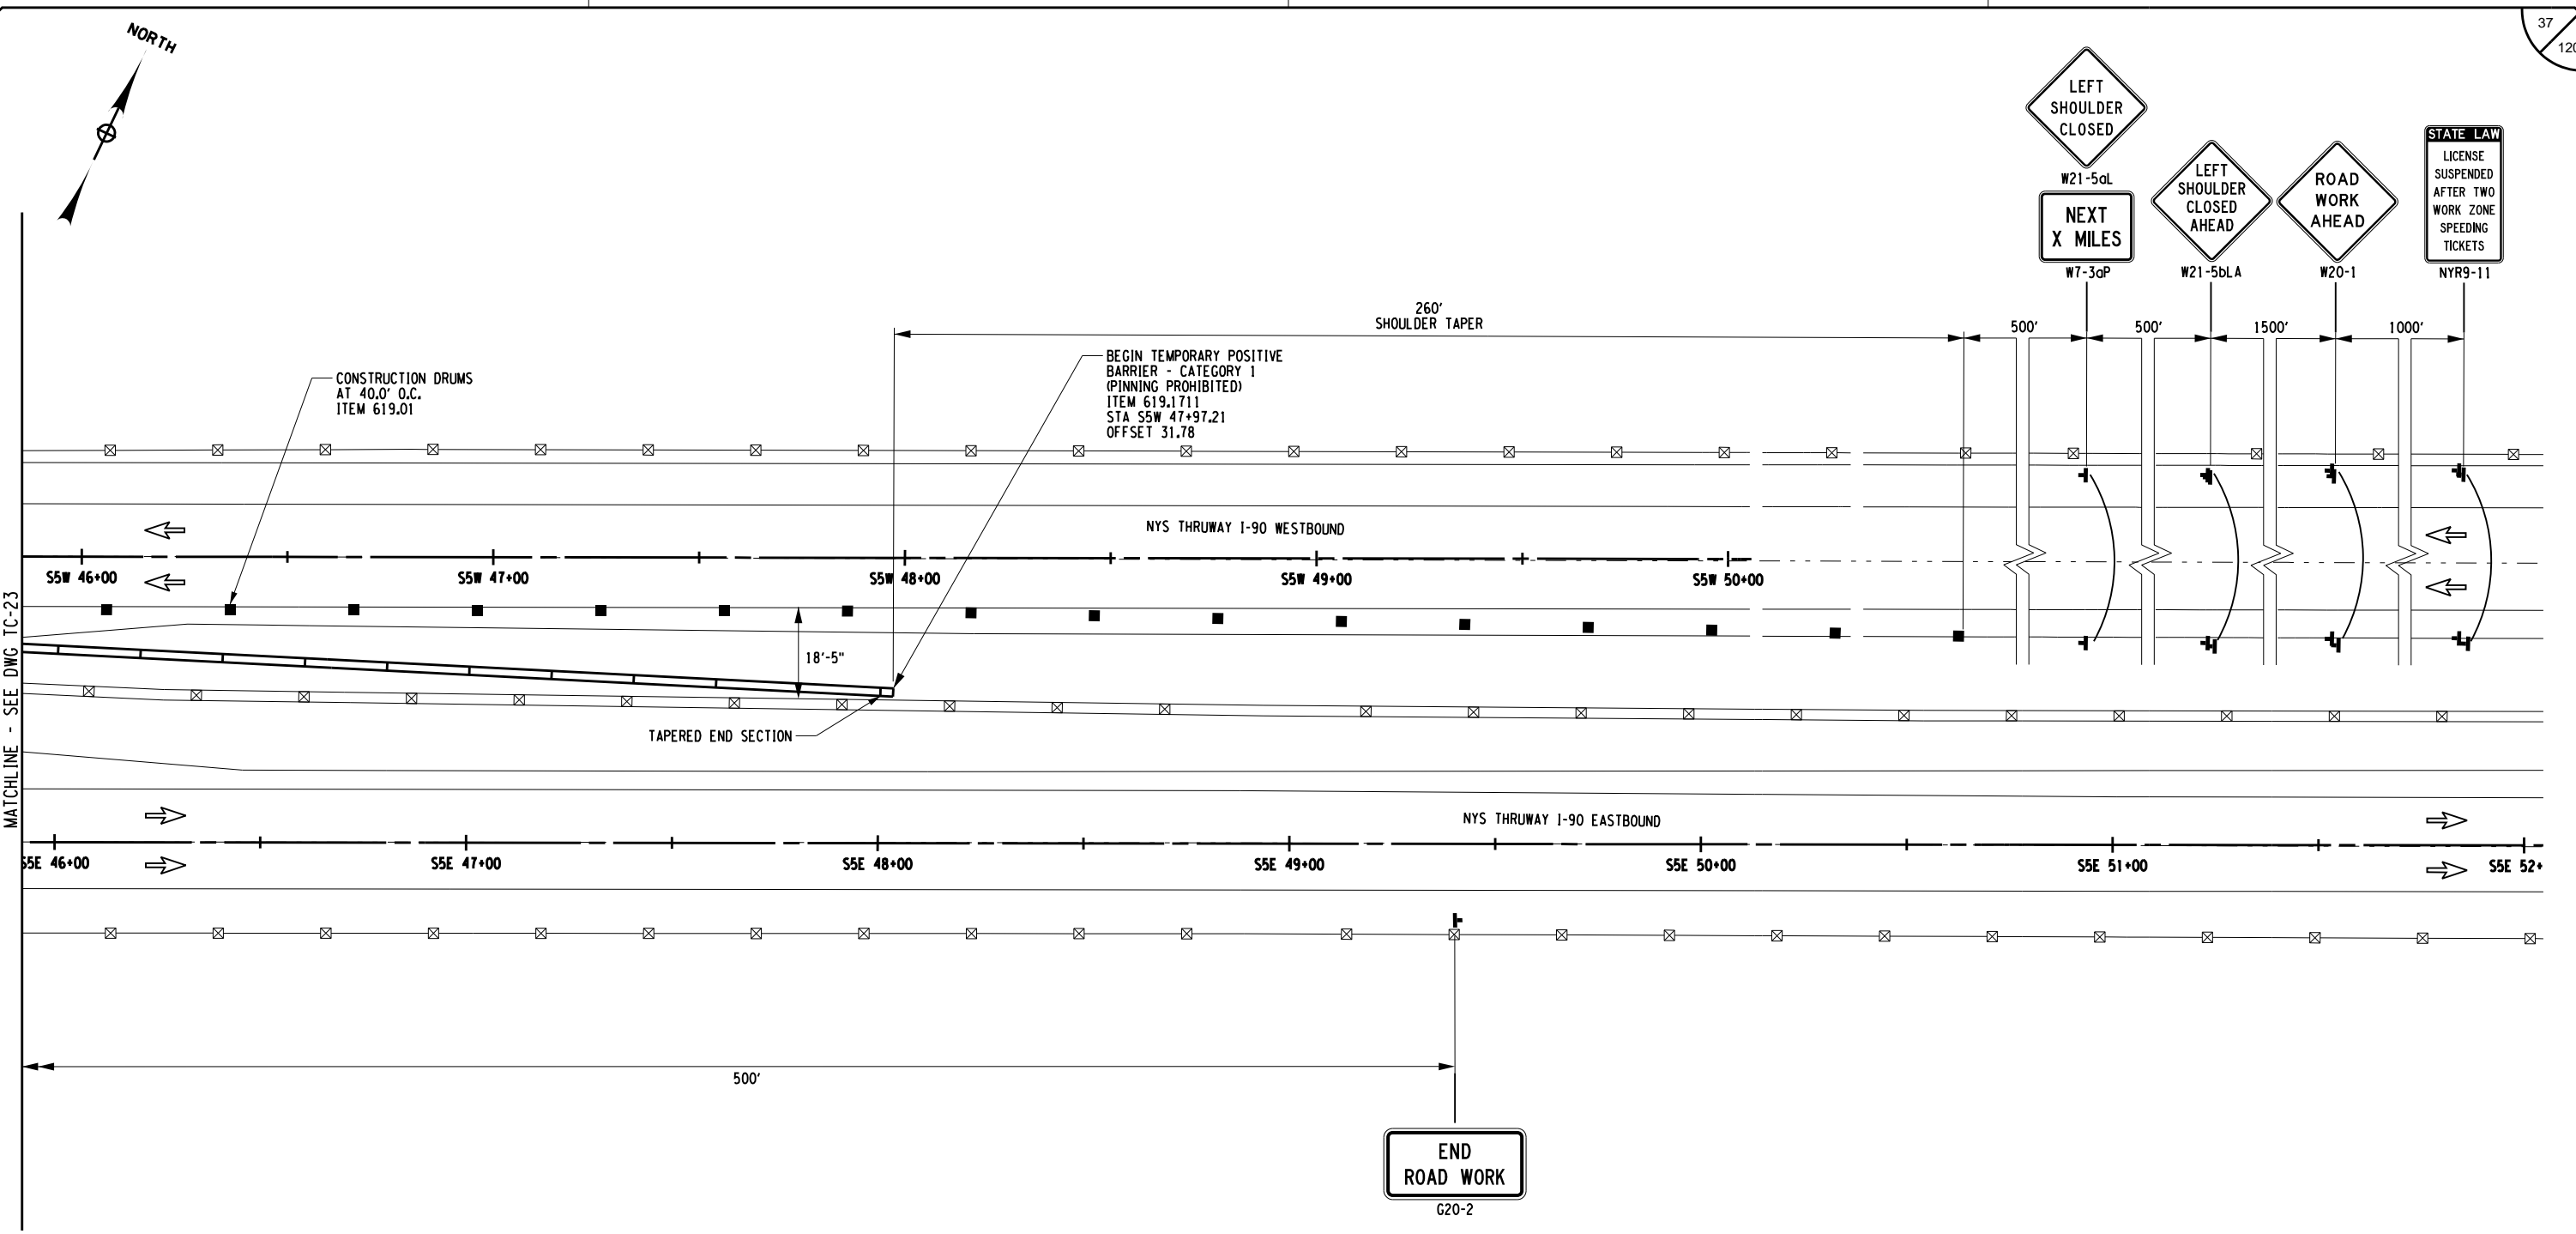 NORTH
37
120
LEFT
SHOULDER
CLOSED
W21-5aL
NEXT
X MILES
W7-3aP
LEFT
SHOULDER
CLOSED
AHEAD
W21-5bLA
ROAD
WORK
AHEAD
W20-1
STATE LAW
LICENSE
SUSPENDED
AFTER TWO
WORK ZONE
SPEEDING
TICKETS
NYR9-11
260'
SHOULDER TAPER
500'
500'
1500'
1000'
CONSTRUCTION DRUMS
AT 40.0' O.C.
ITEM 619.01
BEGIN TEMPORARY POSITIVE
BARRIER - CATEGORY 1
(PINNING PROHIBITED)
ITEM 619.1711
STA S5W 47+97.21
OFFSET 31.78
NYS THRUWAY I-90 WESTBOUND
S5W 46+00
S5W 47+00
S5W 48+00
S5W 49+00
S5W 50+00
MATCHLINE - SEE DWG TC-23
18'-5"
TAPERED END SECTION
NYS THRUWAY I-90 EASTBOUND
S5E 46+00
S5E 47+00
S5E 48+00
S5E 49+00
S5E 50+00
S5E 51+00
S5E 52+
500'
END
ROAD WORK
G20-2